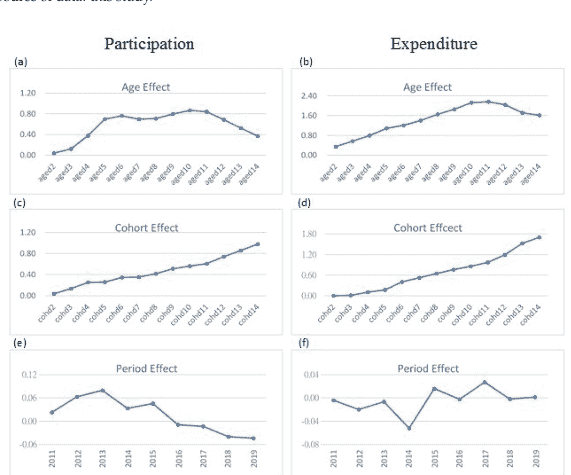 source of data: this study.
Participation
Expenditure
(a)
Age Effect
1.20
0.80
0.40
0.00
aged2 aged3 aged4 aged5 aged6 aged7 aged8 aged9 aged10 aged11 aged12 aged13 aged14
(b)
Age Effect
2.40
1.60
0.80
0.00
aged2 aged3 aged4 aged5 aged6 aged7 aged8 aged9 aged10 aged11 aged12 aged13 aged14
(c)
Cohort Effect
1.20
0.80
0.40
0.00
cohd2 cohd3 cohd4 cohd5 cohd6 cohd7 cohd8 cohd9 cohd10 cohd11 cohd12 cohd13 cohd14
(d)
Cohort Effcect
1.80
1.20
0.60
0.00
cohd2 cohd3 cohd4 cohd5 cohd6 cohd7 cohd8 cohd9 cohd10 cohd11 cohd12 cohd13 cohd14
(e)
Period Effect
0.12
0.06
0.00
-0.06
2011 2012 2013 2014 2015 2016 2017 2018 2019
(f)
Period Effect
0.04
0.00
-0.04
-0.08
2011 2012 2013 2014 2015 2016 2017 2018 2019